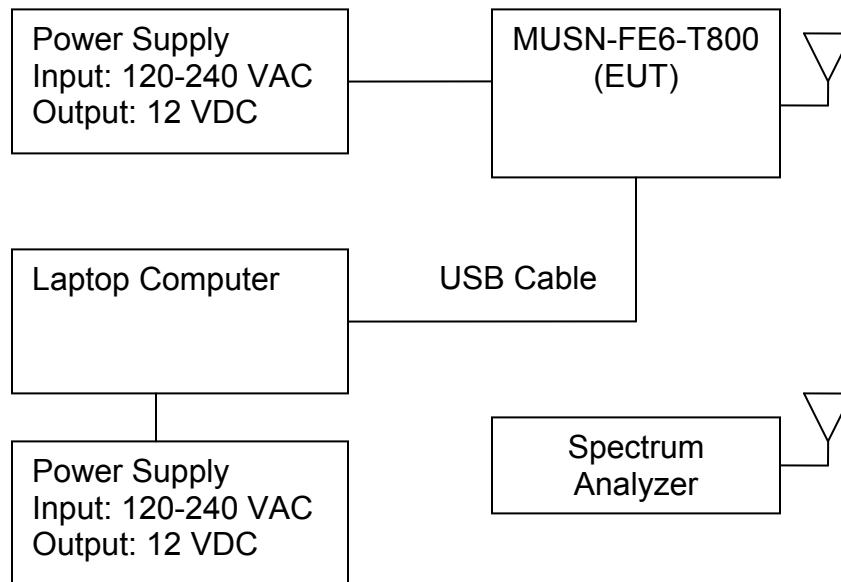 Power Supply
Input: 120-240 VAC
Output: 12 VDC
MUSN-FE6-T800
(EUT)
Laptop Computer
USB Cable
Power Supply
Input: 120-240 VAC
Output: 12 VDC
Spectrum
Analyzer